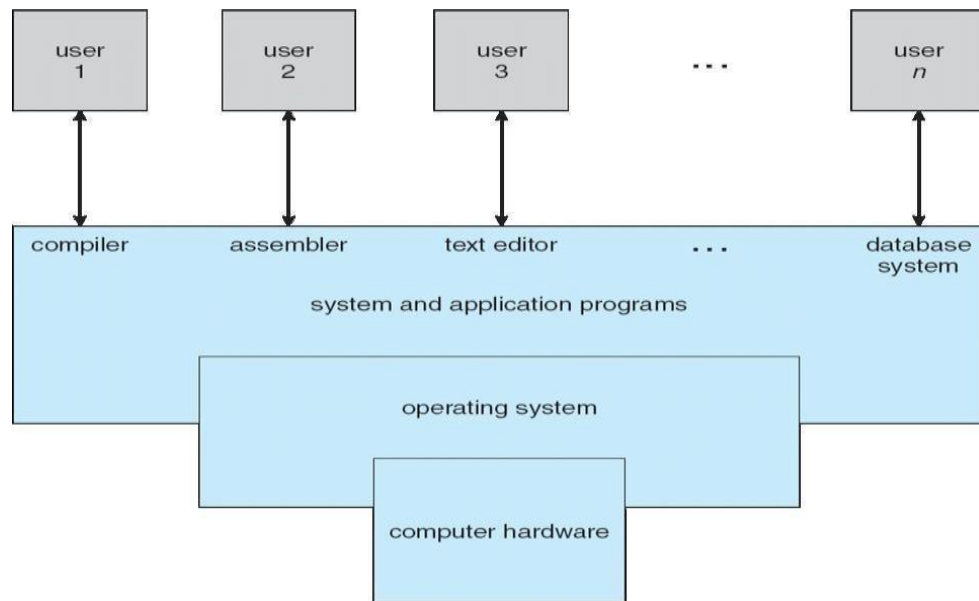 user
1
user
2
user
3
...
user
n
compiler
assembler
text editor
...
database
system
system and application programs
operating system
computer hardware